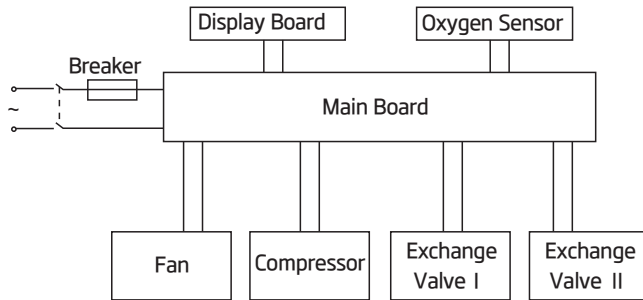 Display Board
Oxygen Sensor
Breaker
~
Main Board
Fan
Compressor
Exchange
Valve I
Exchange
Valve II